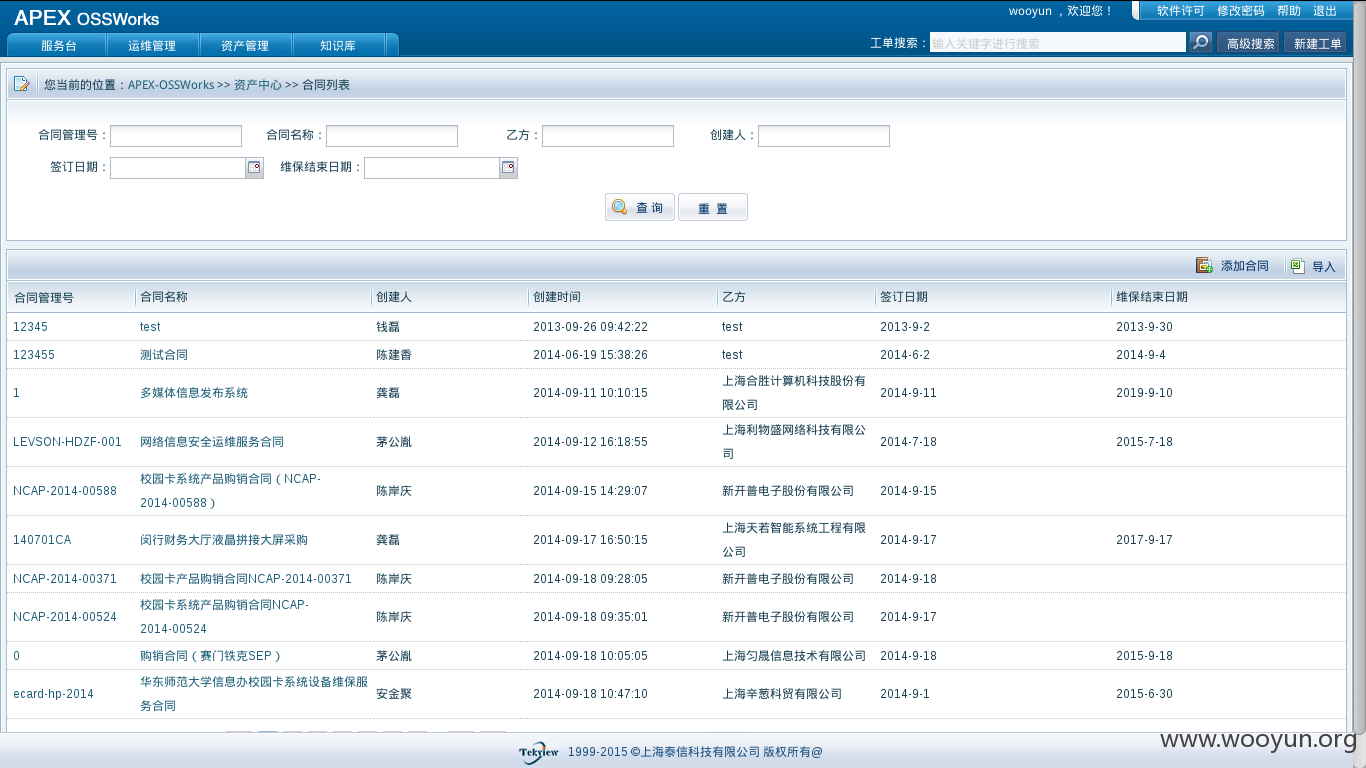 APEX OSSWorks
wooyun ，欢迎您！
软件许可 修改密码 帮助 退出
服务台 运维管理 资产管理 知识库
工单搜索： 输入关键字进行搜索 高级搜索 新建工单
您当前的位置：APEX-OSSWorks >> 资产中心 >> 合同列表
合同管理号： 合同名称： 乙方： 创建人：
签订日期： 维保结束日期：
查 询 重 置
添加合同 导入
合同管理号 合同名称 创建人 创建时间 乙方 签订日期 维保结束日期
12345 test 钱磊 2013-09-26 09:42:22 test 2013-9-2 2013-9-30
123455 测试合同 陈建香 2014-06-19 15:38:26 test 2014-6-2 2014-9-4
1 多媒体信息发布系统 龚磊 2014-09-11 10:10:15 上海合胜计算机科技股份有 2014-9-11 2019-9-10
限公司
LEVSON-HDZF-001 网络信息安全运维服务合同 茅公胤 2014-09-12 16:18:55 上海利物盛网络科技有限公 2014-7-18 2015-7-18
司
NCAP-2014-00588 校园卡系统产品购销合同（NCAP- 陈岸庆 2014-09-15 14:29:07 新开普电子股份有限公司 2014-9-15
2014-00588）
140701CA 闵行财务大厅液晶拼接大屏采购 龚磊 2014-09-17 16:50:15 上海天若智能系统工程有限 2014-9-17 2017-9-17
公司
NCAP-2014-00371 校园卡产品购销合同NCAP-2014-00371 陈岸庆 2014-09-18 09:28:05 新开普电子股份有限公司 2014-9-18
NCAP-2014-00524 校园卡系统产品购销合同NCAP- 陈岸庆 2014-09-18 09:35:01 新开普电子股份有限公司 2014-9-17
2014-00524
0 购销合同（赛门铁克SEP） 茅公胤 2014-09-18 10:05:05 上海匀晟信息技术有限公司 2014-9-18 2015-9-18
ecard-hp-2014 华东师范大学信息办校园卡系统设备维保服 安金聚 2014-09-18 10:47:10 上海辛葱科贸有限公司 2014-9-1 2015-6-30
务合同
Tekview 1999-2015 ©上海泰信科技有限公司 版权所有@
www.wooyun.org